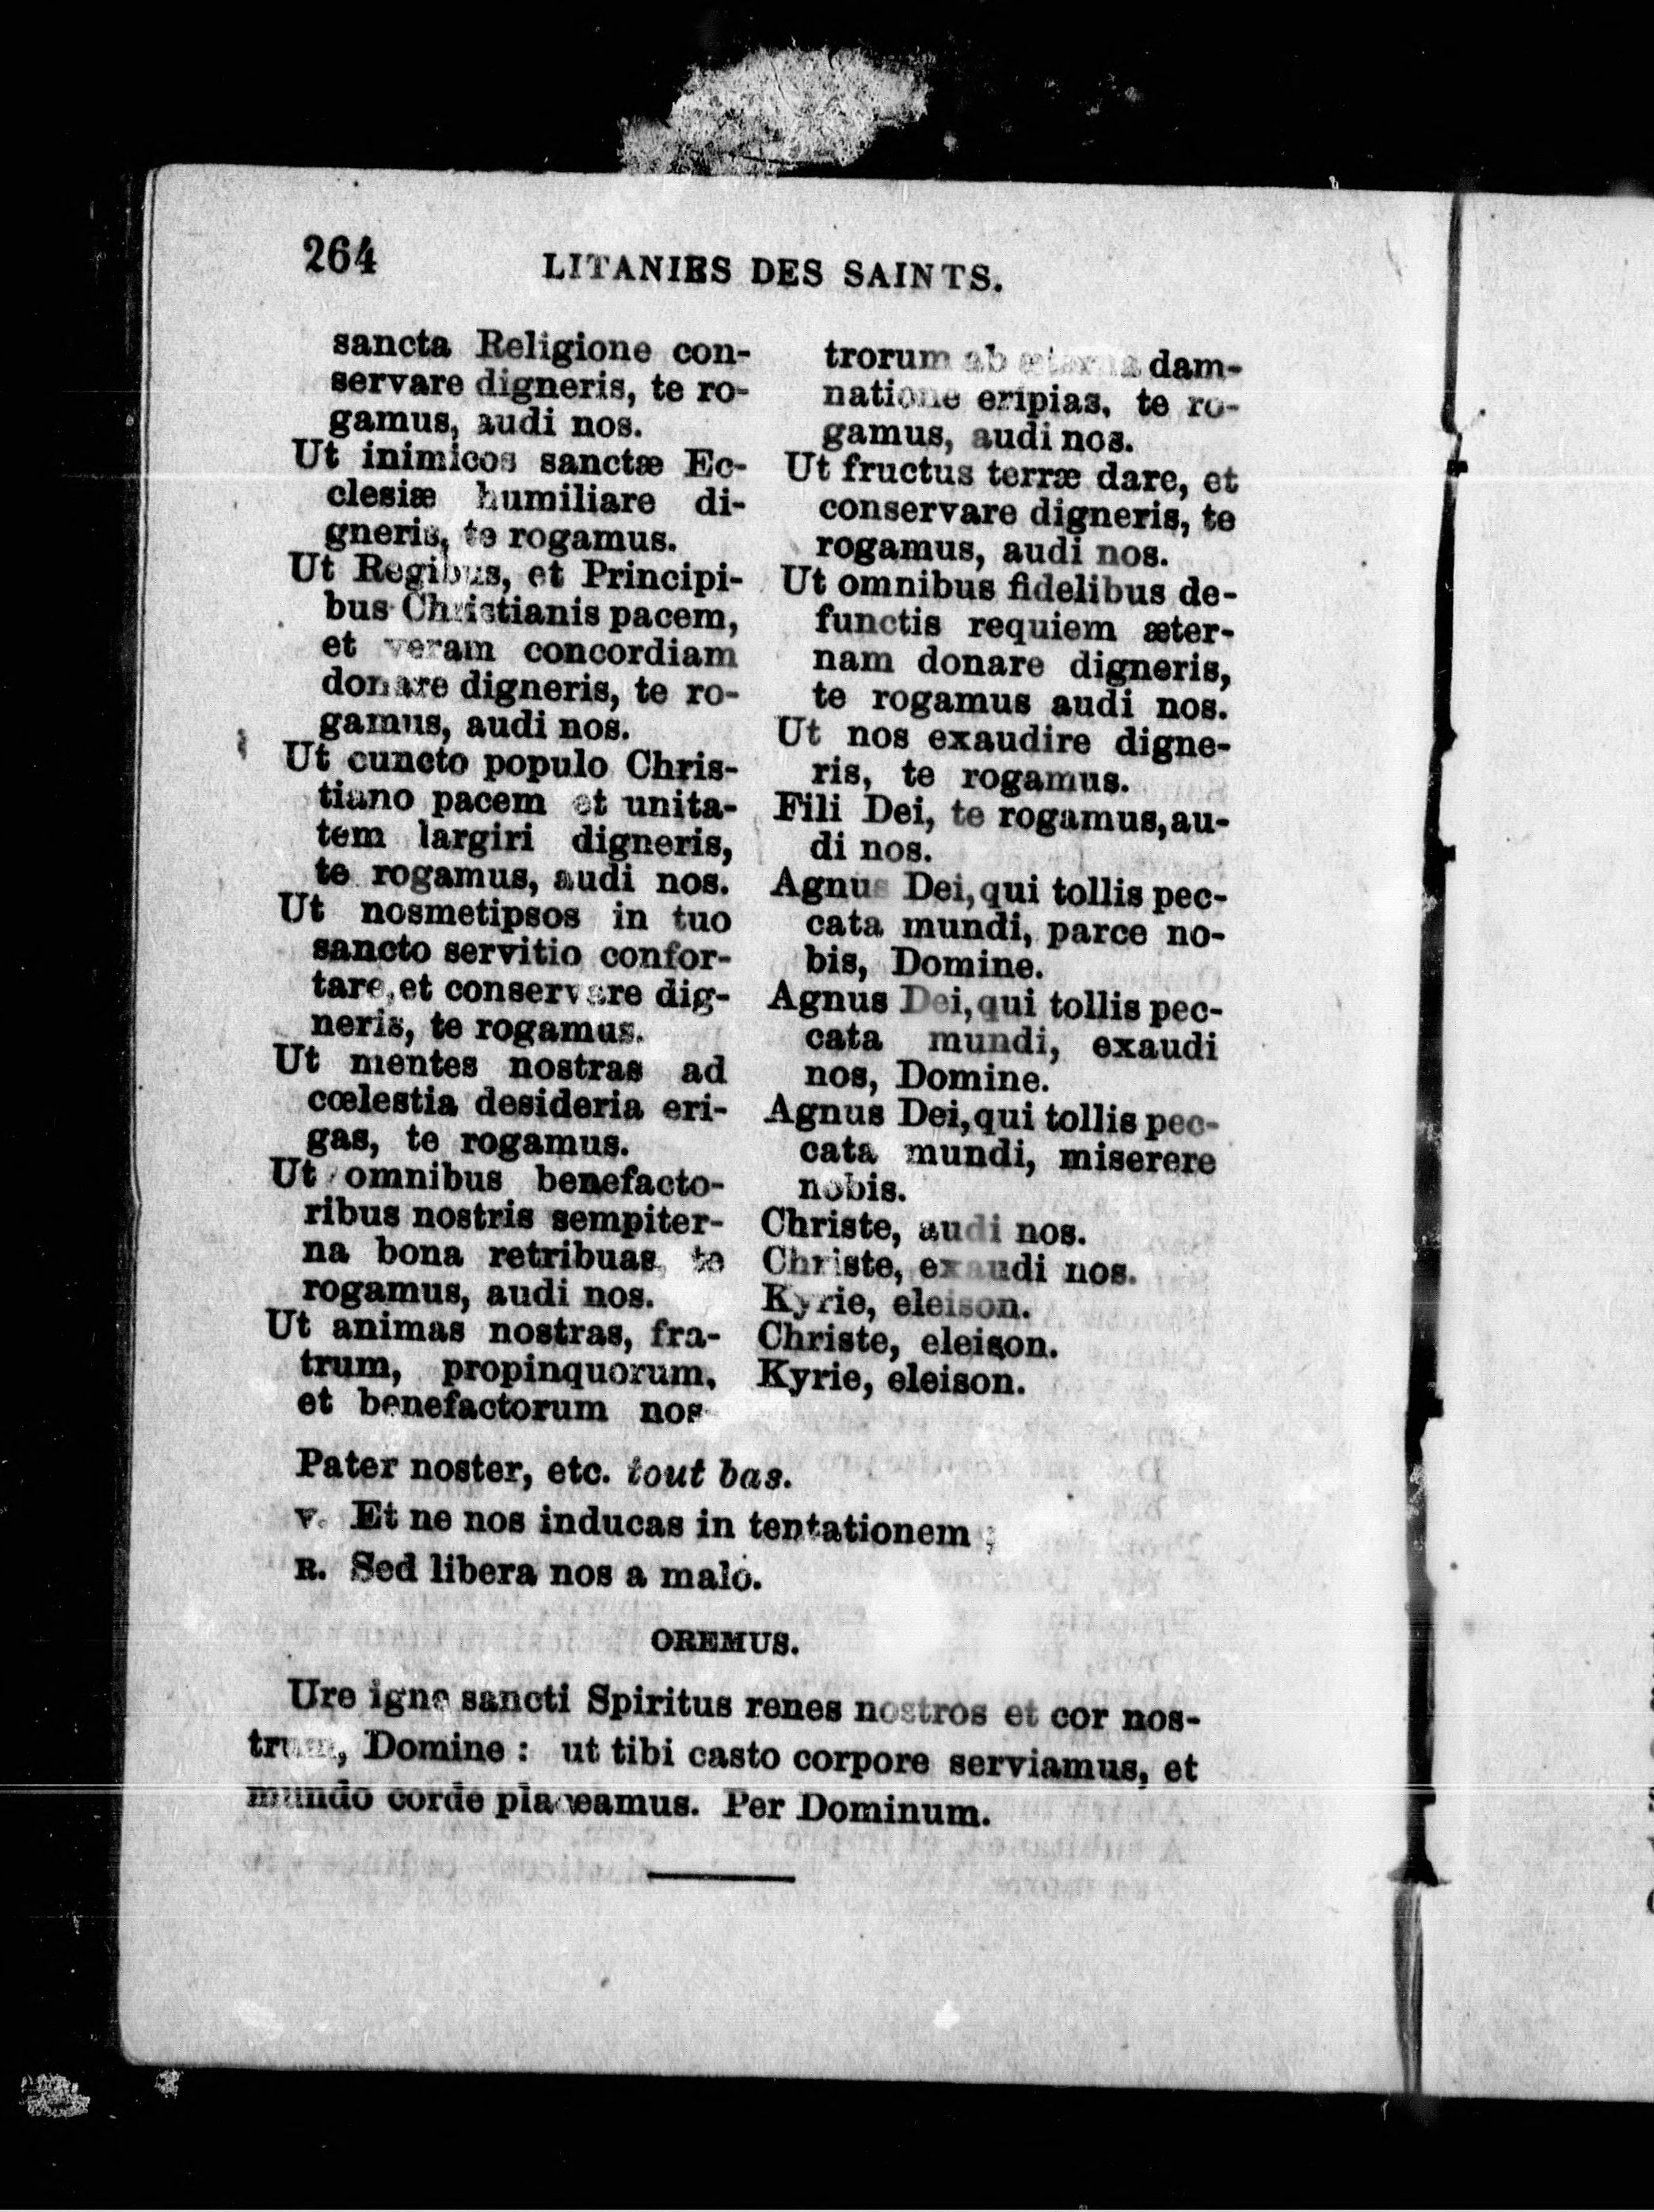 264
LITANIES DES SAINTS.
sancta Religione con-
servare digneris, te ro-
gamus, audi nos.
Ut inimicos sanctæ Ec-
clesiæ humiliare di-
gneris, te rogamus.
Ut Regibus, et Principi-
bus Christianis pacem,
et veram concordiam
donare digneris, te ro-
gamus, audi nos.
Ut cuncto populo Chris-
tiano pacem et unita-
tem largiri digneris,
te rogamus, audi nos.
Ut nosmetipsos in tuo
sancto servitio confor-
tare, et conservare dig-
neris, te rogamus.
Ut mentes nostras ad
cœlestia desideria eri-
gas, te rogamus.
Ut omnibus benefacto-
ribus nostris sempiter-
na bona retribuas, te
rogamus, audi nos.
Ut animas nostras, fra-
trum, propinquorum,
et benefactorum nos-
trorum ab æterna dam-
natione eripias, te ro-
gamus, audi nos.
Ut fructus terræ dare, et
conservare digneris, te
rogamus, audi nos.
Ut omnibus fidelibus de-
functis requiem æter-
nam donare digneris,
te rogamus audi nos.
Ut nos exaudire digne-
ris, te rogamus.
Fili Dei, te rogamus, au-
di nos.
Agnus Dei, qui tollis pec-
cata mundi, parce no-
bis, Domine.
Agnus Dei, qui tollis pec-
cata mundi, exaudi
nos, Domine.
Agnus Dei, qui tollis pec-
cata mundi, miserere
nobis.
Christe, audi nos.
Christe, exaudi nos.
Kyrie, eleison.
Christe, eleison.
Kyrie, eleison.
Pater noster, etc. tout bas.
V. Et ne nos inducas in tentationem ;
R. Sed libera nos a malo.
OREMUS.
Ure igne sancti Spiritus renes nostros et cor nos-
trum, Domine : ut tibi casto corpore serviamus, et
mundo corde placeamus. Per Dominum.